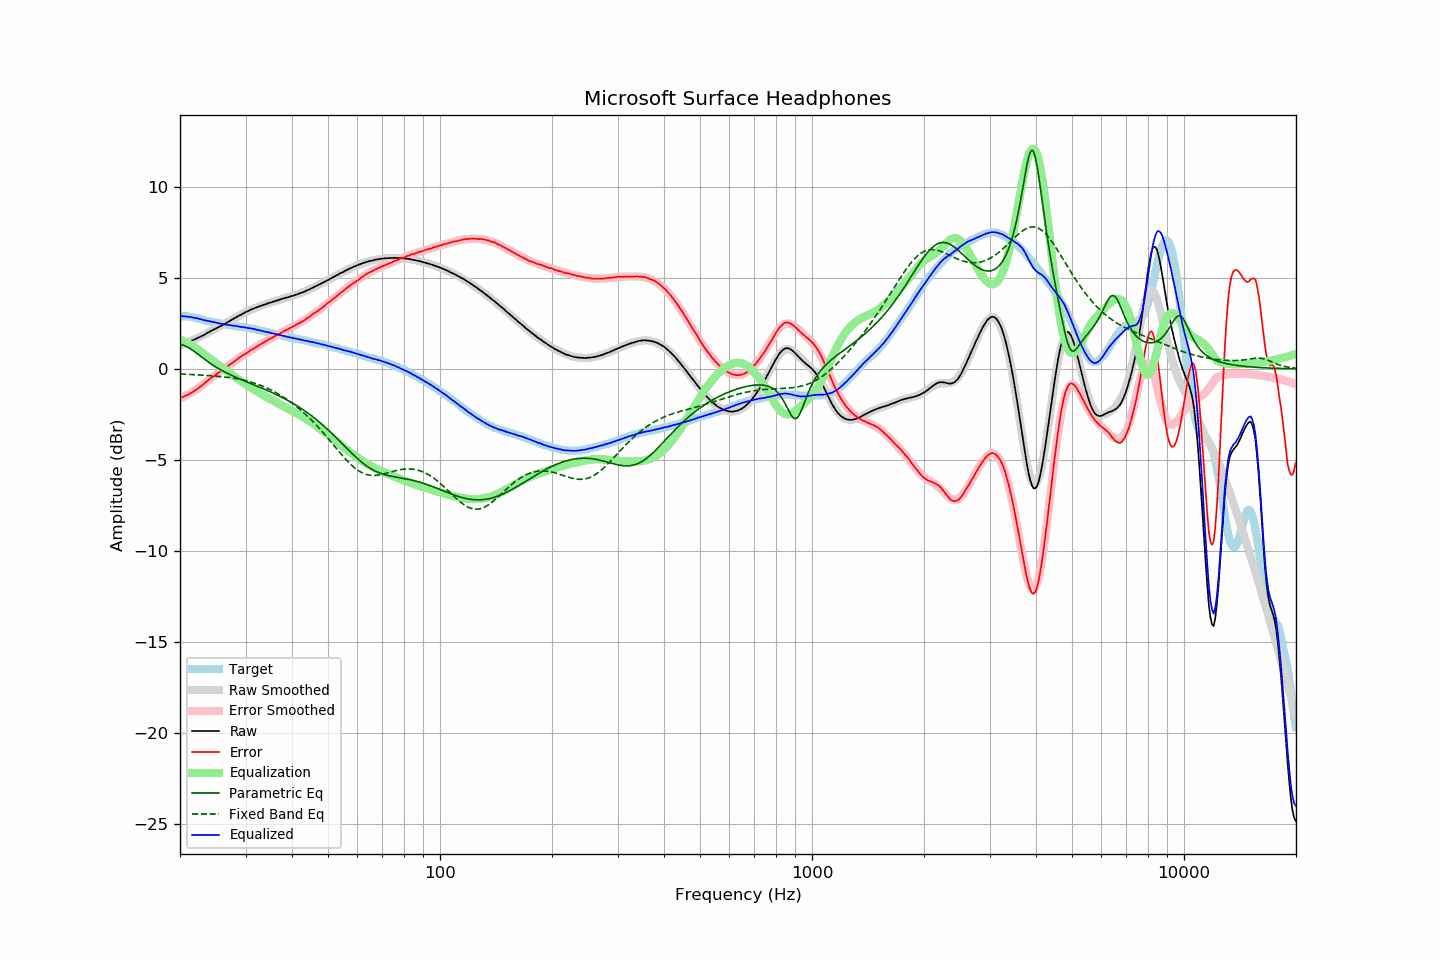 Microsoft Surface Headphones
Amplitude (dBr)
10
5
0
−5
−10
−15
−20
−25
Target
Raw Smoothed
Error Smoothed
Raw
Error
Equalization
Parametric Eq
Fixed Band Eq
Equalized
100
1000
10000
Frequency (Hz)